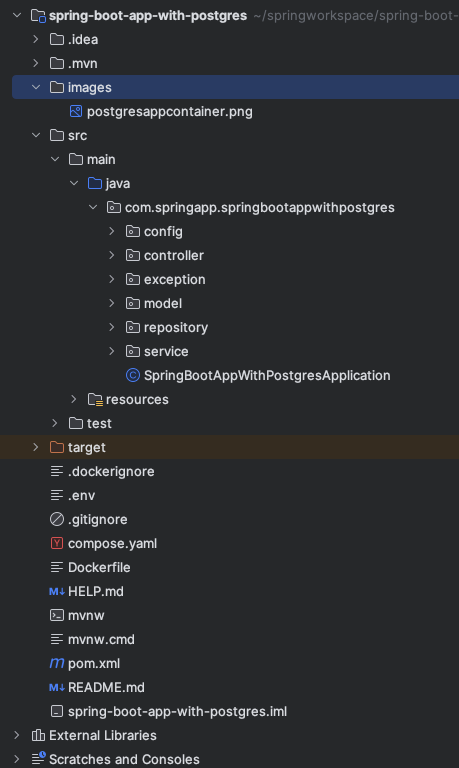 spring-boot-app-with-postgres ~/springworkspace/spring-boot-
.idea
.mvn
images
postgresappcontainer.png
src
main
java
com.springapp.springbootappwithpostgres
config
controller
exception
model
repository
service
SpringBootAppWithPostgresApplication
resources
test
target
.dockerignore
.env
.gitignore
compose.yaml
Dockerfile
HELP.md
mvnw
mvnw.cmd
pom.xml
README.md
spring-boot-app-with-postgres.iml
External Libraries
Scratches and Consoles